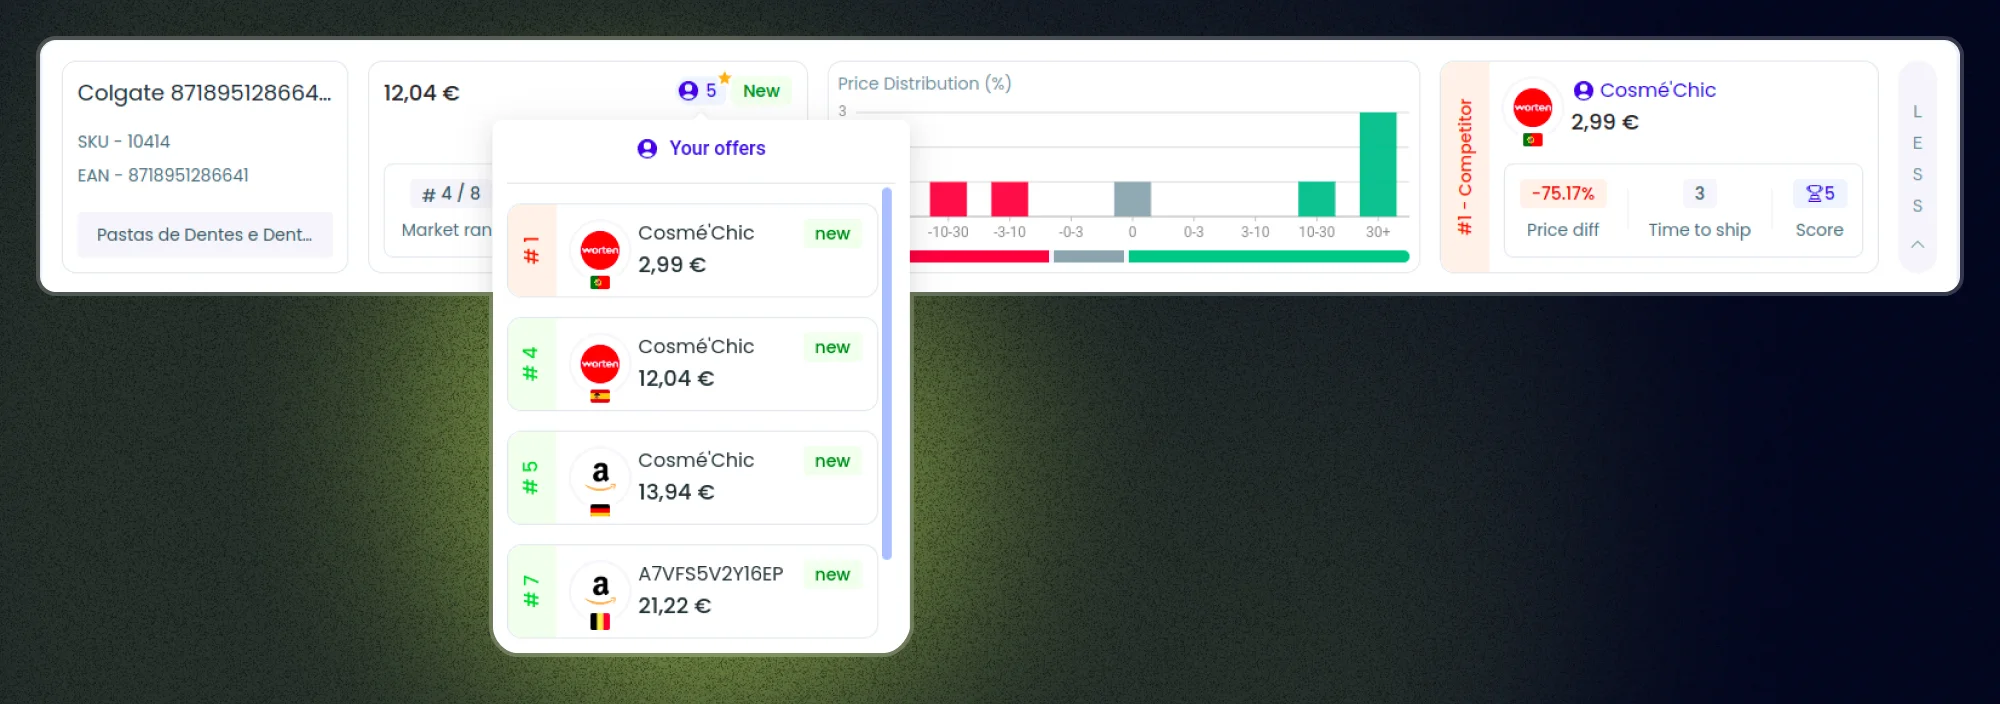 Colgate 871895128664...
SKU - 10414
EAN - 8718951286641
Pastas de Dentes e Dent...
12,04 €
5
New
# 4 / 8
Market ran
Your offers
# 1
worten
Cosmé'Chic
2,99 €
new
# 4
worten
Cosmé'Chic
12,04 €
new
# 5
a
Cosmé'Chic
13,94 €
new
# 7
a
A7VFS5V2Y16EP
21,22 €
new
Price Distribution (%)
3
-10-30 -3-10 -0-3 0 0-3 3-10 10-30 30+
#1 - Competitor
worten
Cosmé'Chic
2,99 €
-75.17%
Price diff
3
Time to ship
5
Score
LESS